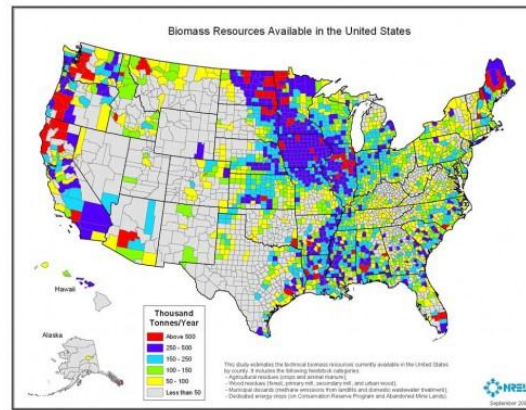 Biomass Resources Available in the United States
Hawaii
Alaska
Thousand
Tonnes/Year
Above 500
250 - 500
150 - 250
100 - 150
50 - 100
Less than 50
This study estimates the technical biomass resources currently available in the United States
by county. It includes the following feedstock categories:
- Agricultural residues (crops and animal manure);
- Wood residues (forest, primary mill, secondary mill, and urban wood);
- Municipal discards (methane emissions from landfills and domestic wastewater treatment);
- Dedicated energy crops (on Conservation Reserve Program and Abandoned Mine Lands).
NREL
September